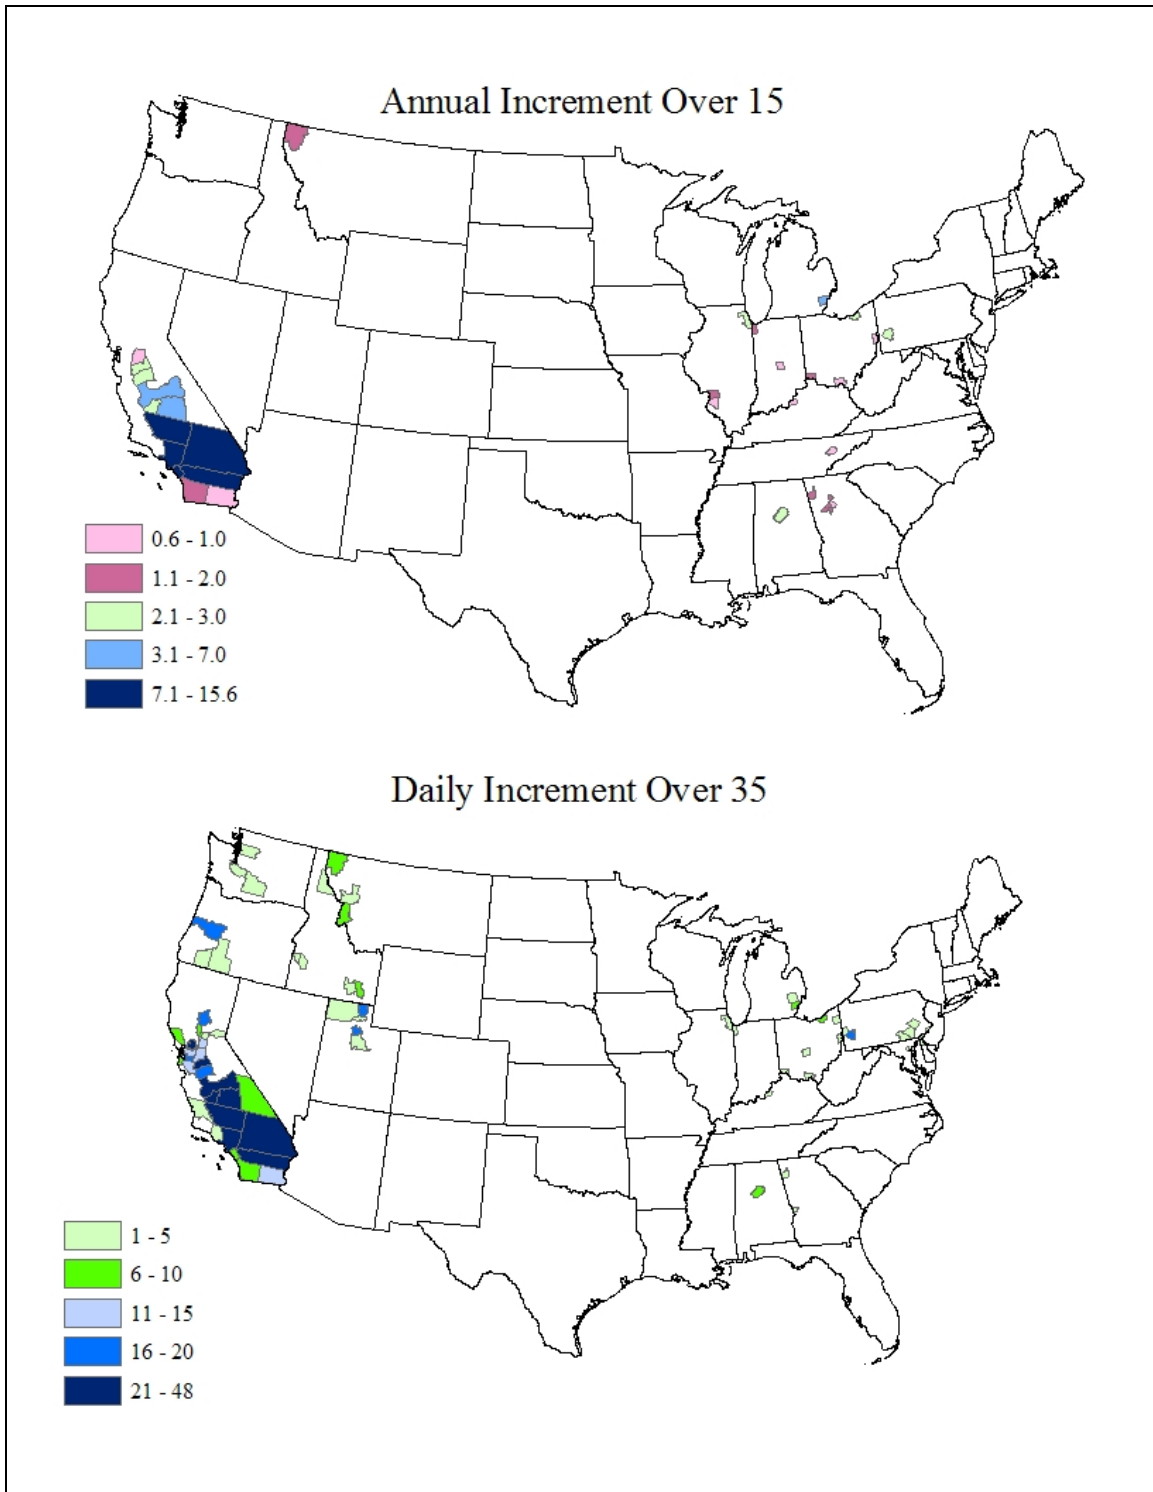 Annual Increment Over 15
0.6 - 1.0
1.1 - 2.0
2.1 - 3.0
3.1 - 7.0
7.1 - 15.6
Daily Increment Over 35
1 - 5
6 - 10
11 - 15
16 - 20
21 - 48